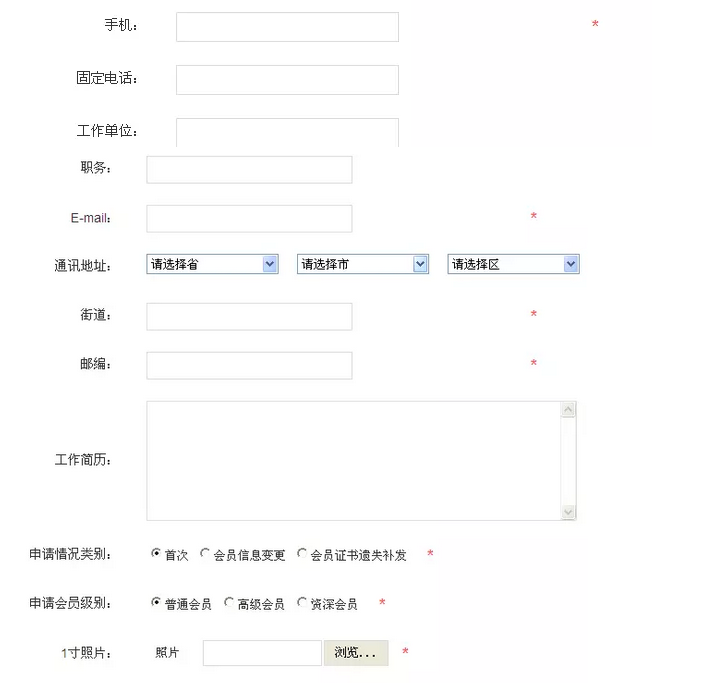 手机： *
固定电话：
工作单位：
职务：
E-mail: *
通讯地址： 请选择省 请选择市 请选择区
街道： *
邮编： *
工作简历：
申请情况类别： 首次 会员信息变更 会员证书遗失补发 *
申请会员级别： 普通会员 高级会员 资深会员 *
1寸照片： 照片 浏览... *